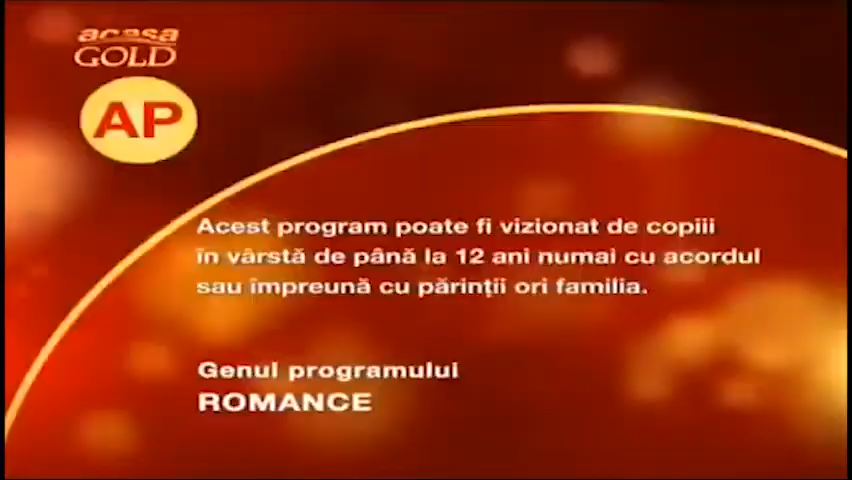 acasa
GOLD
AP
Acest program poate fi vizionat de copiii
în vârstă de până la 12 ani numai cu acordul
sau împreună cu părinţii ori familia.
Genul programului
ROMANCE